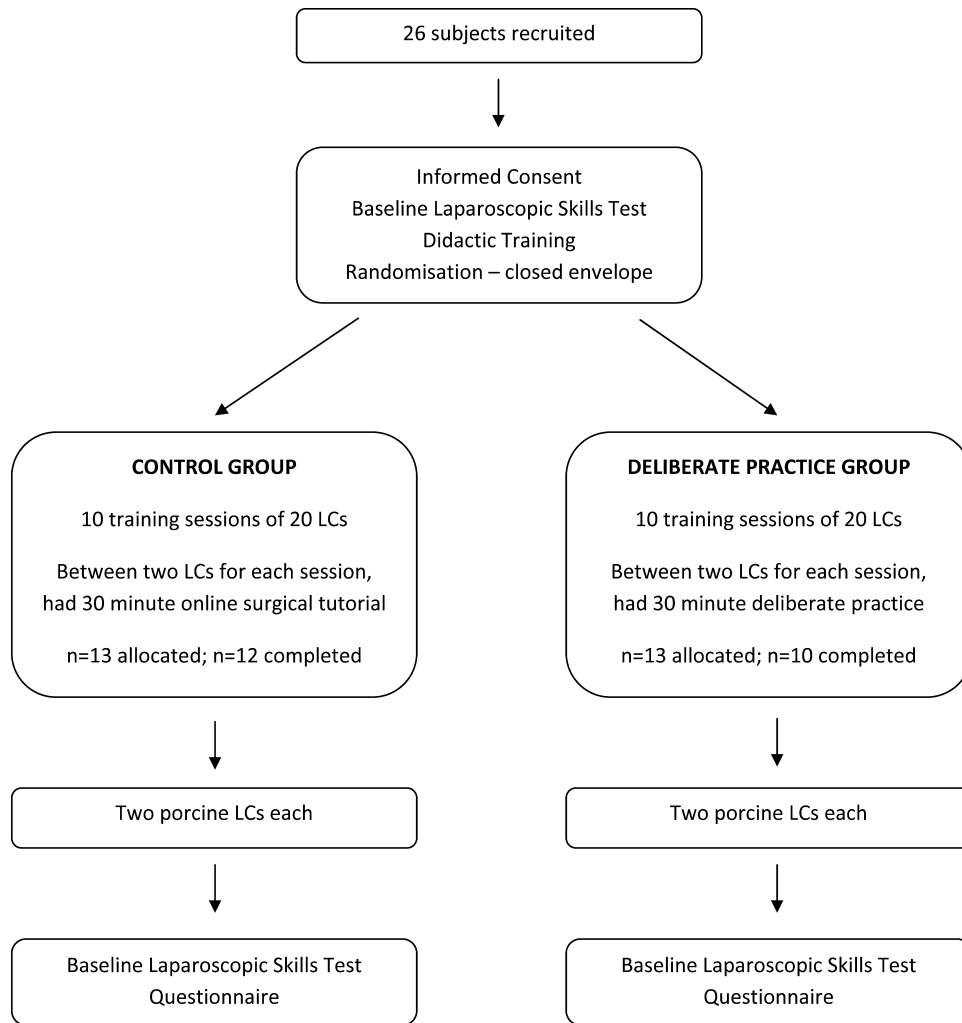 26 subjects recruited
Informed Consent
Baseline Laparoscopic Skills Test
Didactic Training
Randomisation – closed envelope
CONTROL GROUP
10 training sessions of 20 LCs
Between two LCs for each session,
had 30 minute online surgical tutorial
n=13 allocated; n=12 completed
DELIBERATE PRACTICE GROUP
10 training sessions of 20 LCs
Between two LCs for each session,
had 30 minute deliberate practice
n=13 allocated; n=10 completed
Two porcine LCs each
Two porcine LCs each
Baseline Laparoscopic Skills Test
Questionnaire
Baseline Laparoscopic Skills Test
Questionnaire